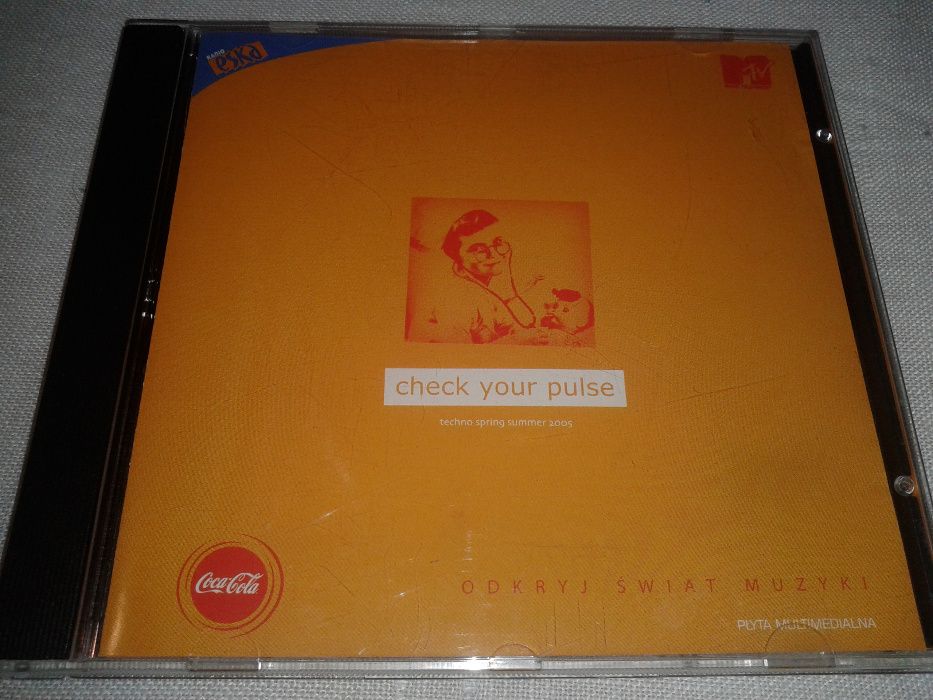 RADIO
eska
MTV
check your pulse
techno spring summer 2005
Coca-Cola
ODKRYJ ŚWIAT MUZYKI
PŁYTA MULTIMEDIALNA